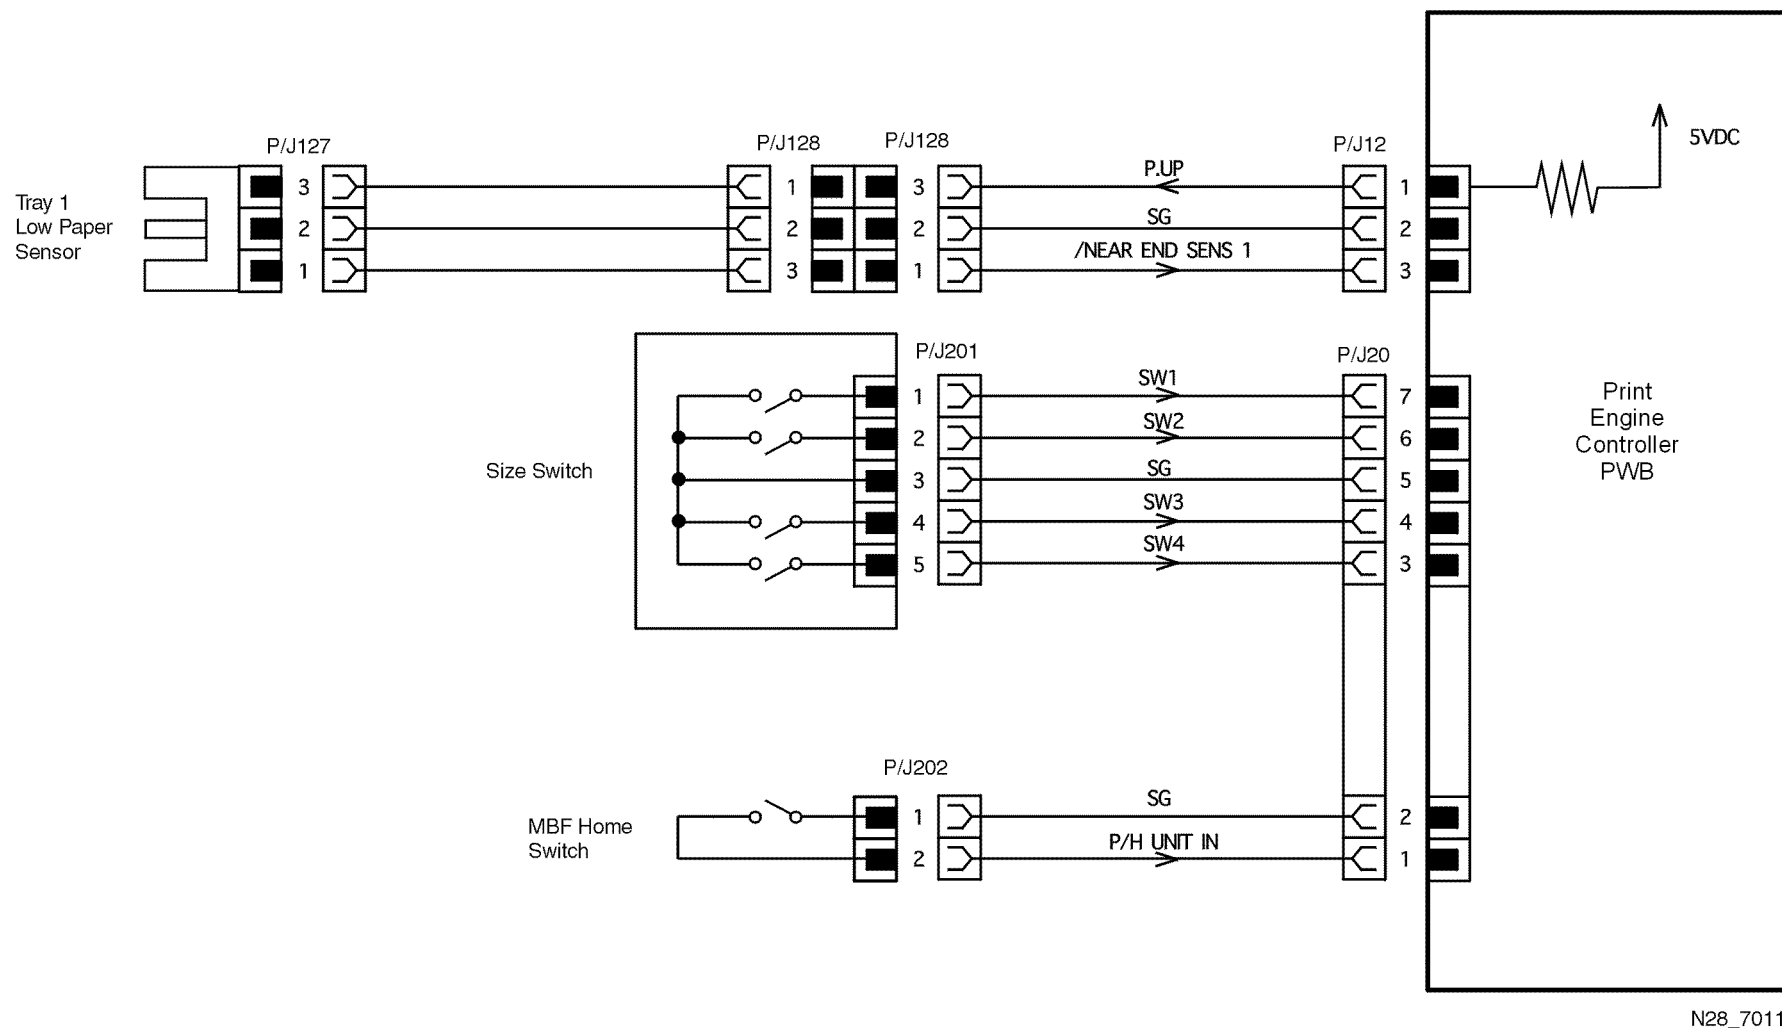 5VDC
P/J127
P/J128
P/J128
P/J12
Tray 1
Low Paper
Sensor
3
1
3
P.UP
1
2
2
2
SG
2
1
3
1
/NEAR END SENS 1
3
P/J201
P/J20
Size Switch
1
SW1
7
2
SW2
6
3
SG
5
4
SW3
4
5
SW4
3
Print
Engine
Controller
PWB
P/J202
MBF Home
Switch
1
SG
2
2
P/H UNIT IN
1
N28_7011